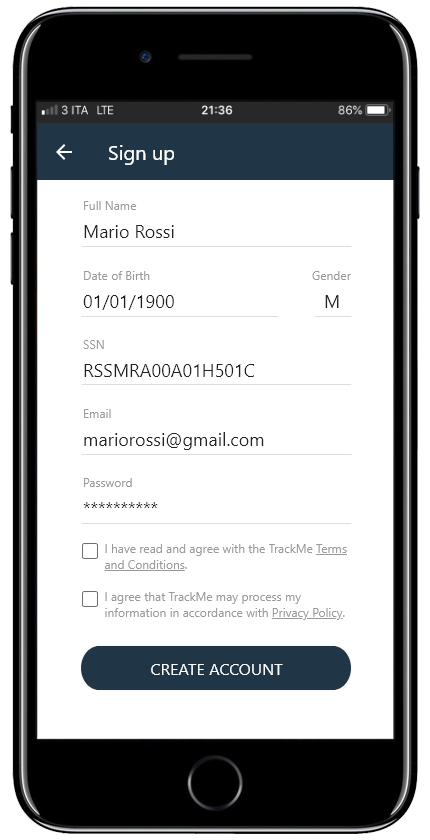 3 ITA LTE 21:36 86%
Sign up
Full Name
Mario Rossi
Date of Birth Gender
01/01/1900 M
SSN
RSSMRA00A01H501C
Email
mariorossi@gmail.com
Password
**********
I have read and agree with the TrackMe Terms
and Conditions.
I agree that TrackMe may process my
information in accordance with Privacy Policy.
CREATE ACCOUNT